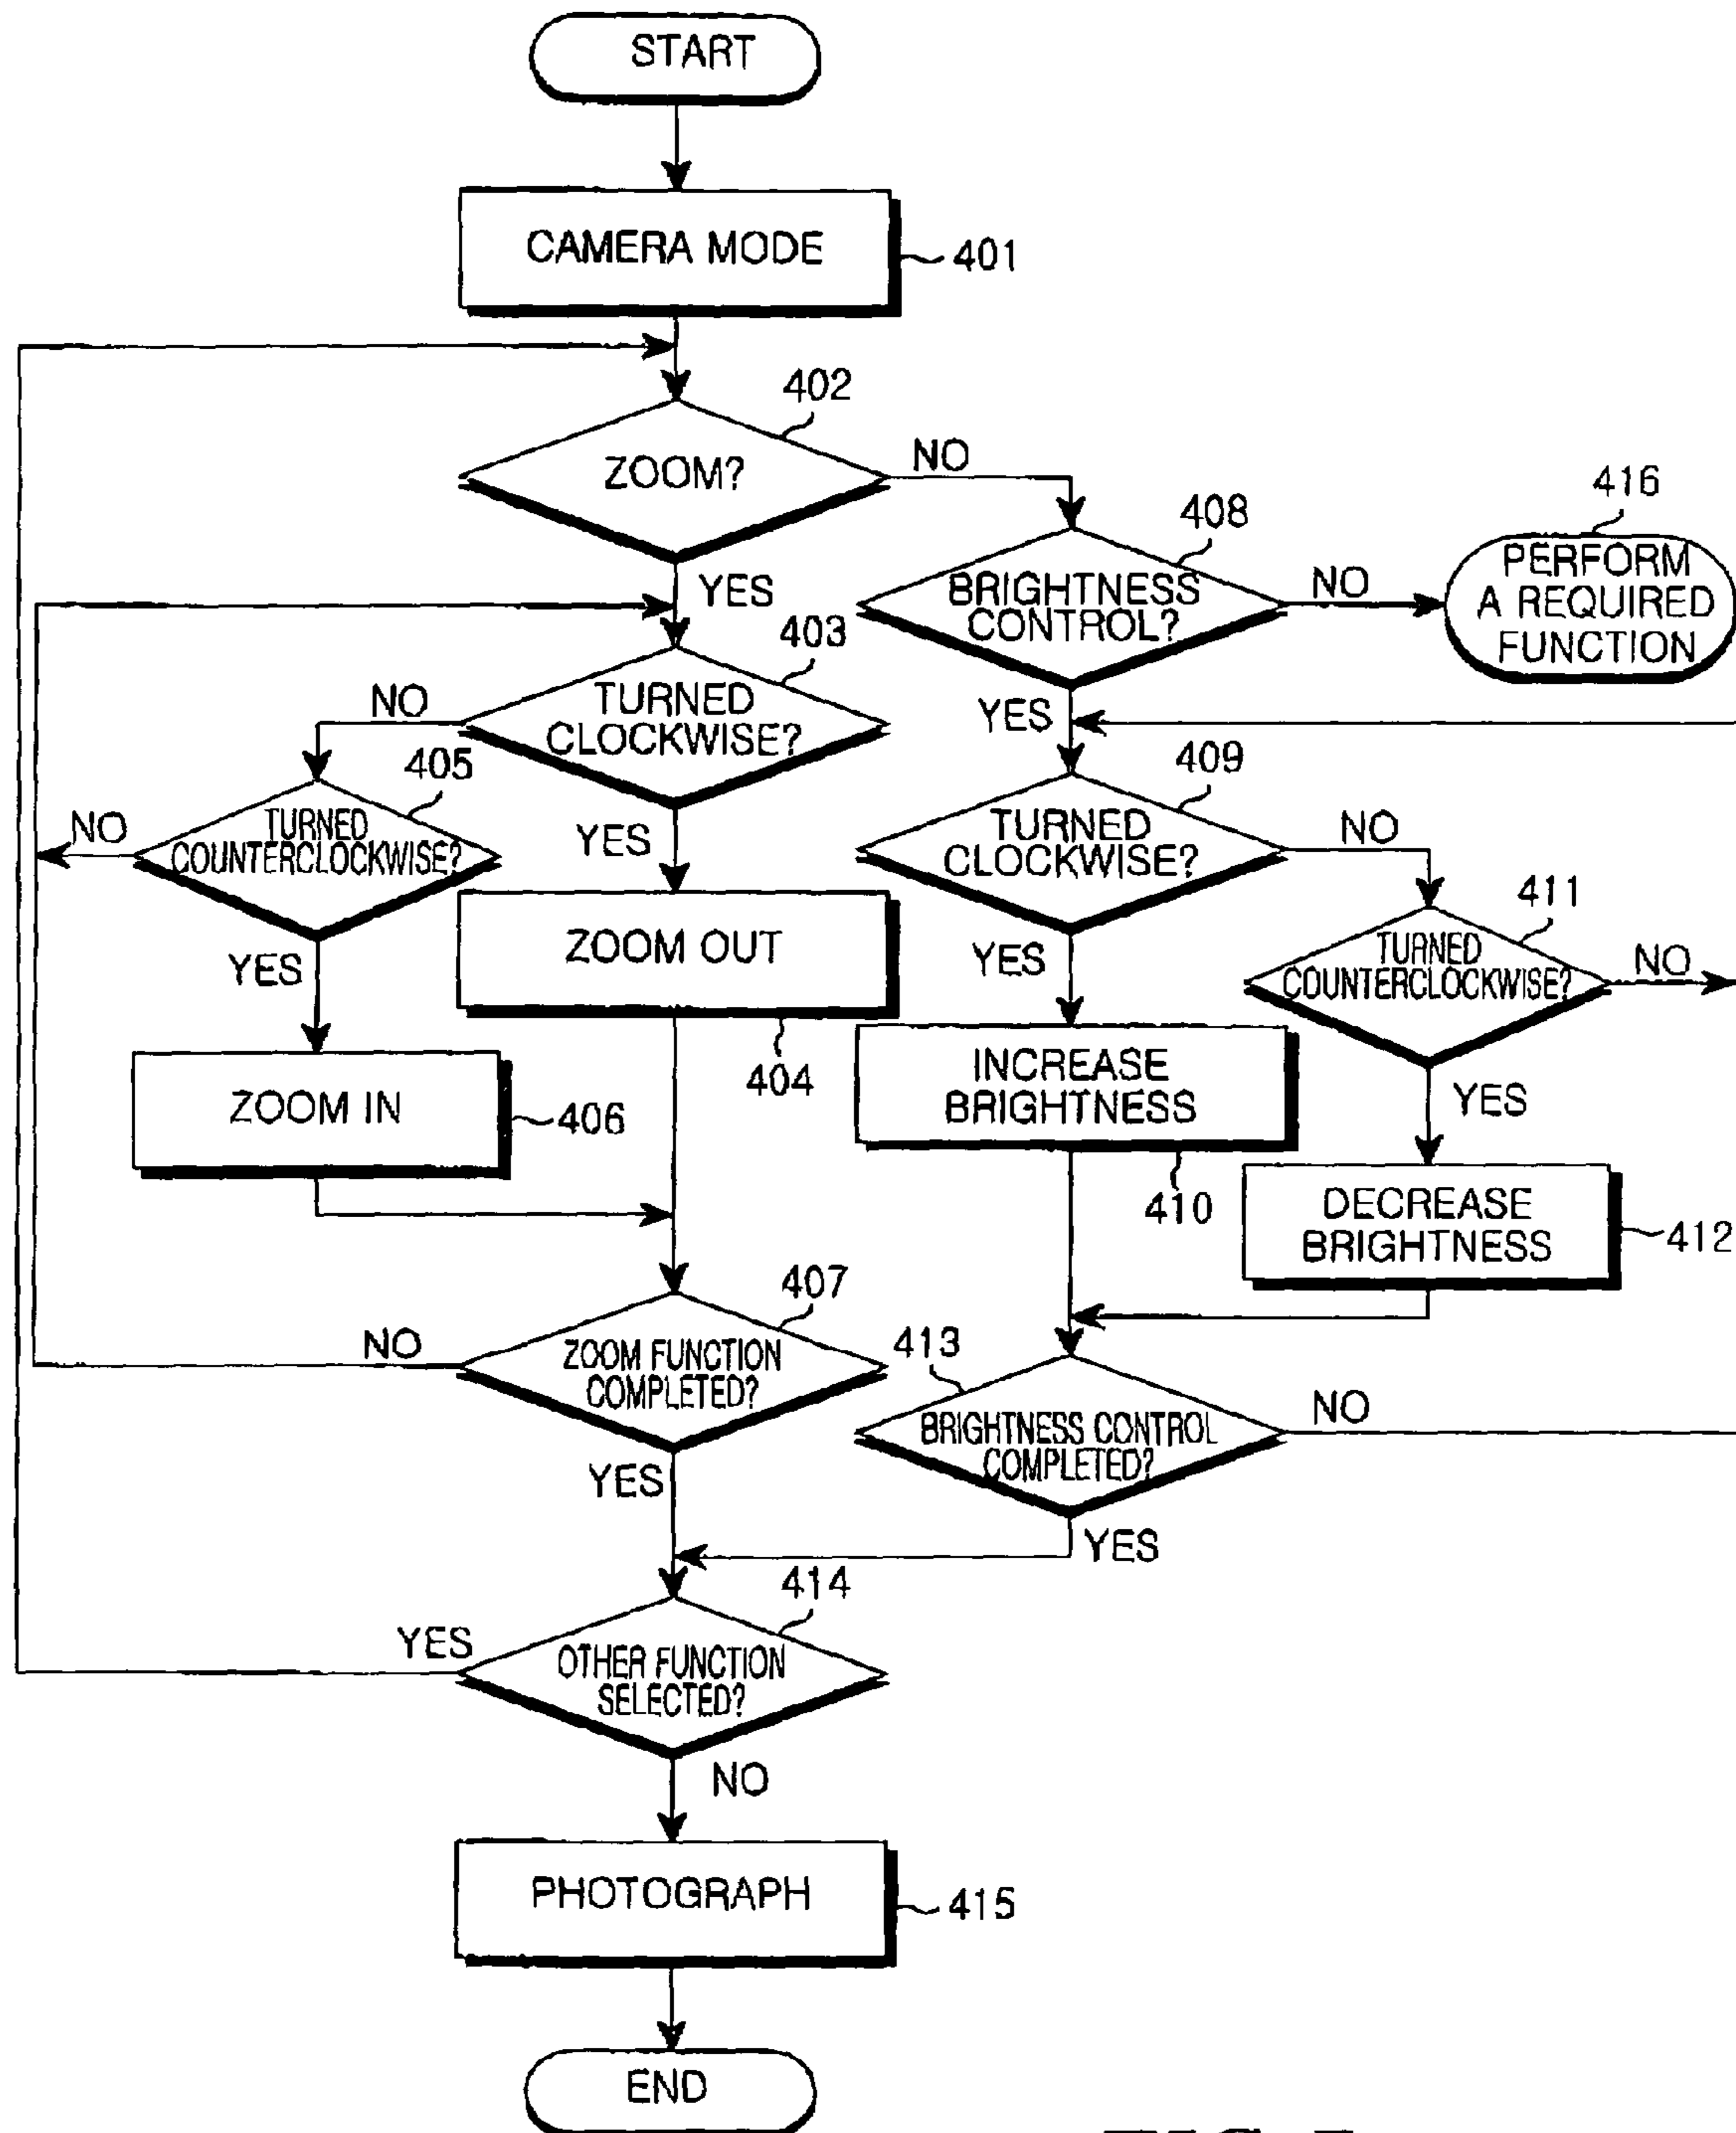 START
CAMERA MODE
401
402
ZOOM?
NO
YES
408
BRIGHTNESS
CONTROL?
NO
416
PERFORM
A REQUIRED
FUNCTION
YES
403
TURNED
CLOCKWISE?
NO
405
TURNED
COUNTERCLOCKWISE?
NO
YES
YES
409
TURNED
CLOCKWISE?
NO
411
TURNED
COUNTERCLOCKWISE?
NO
YES
ZOOM OUT
404
YES
ZOOM IN
406
INCREASE
BRIGHTNESS
410
DECREASE
BRIGHTNESS
412
407
ZOOM FUNCTION
COMPLETED?
NO
YES
413
BRIGHTNESS CONTROL
COMPLETED?
NO
YES
414
OTHER FUNCTION
SELECTED?
YES
NO
PHOTOGRAPH
415
END